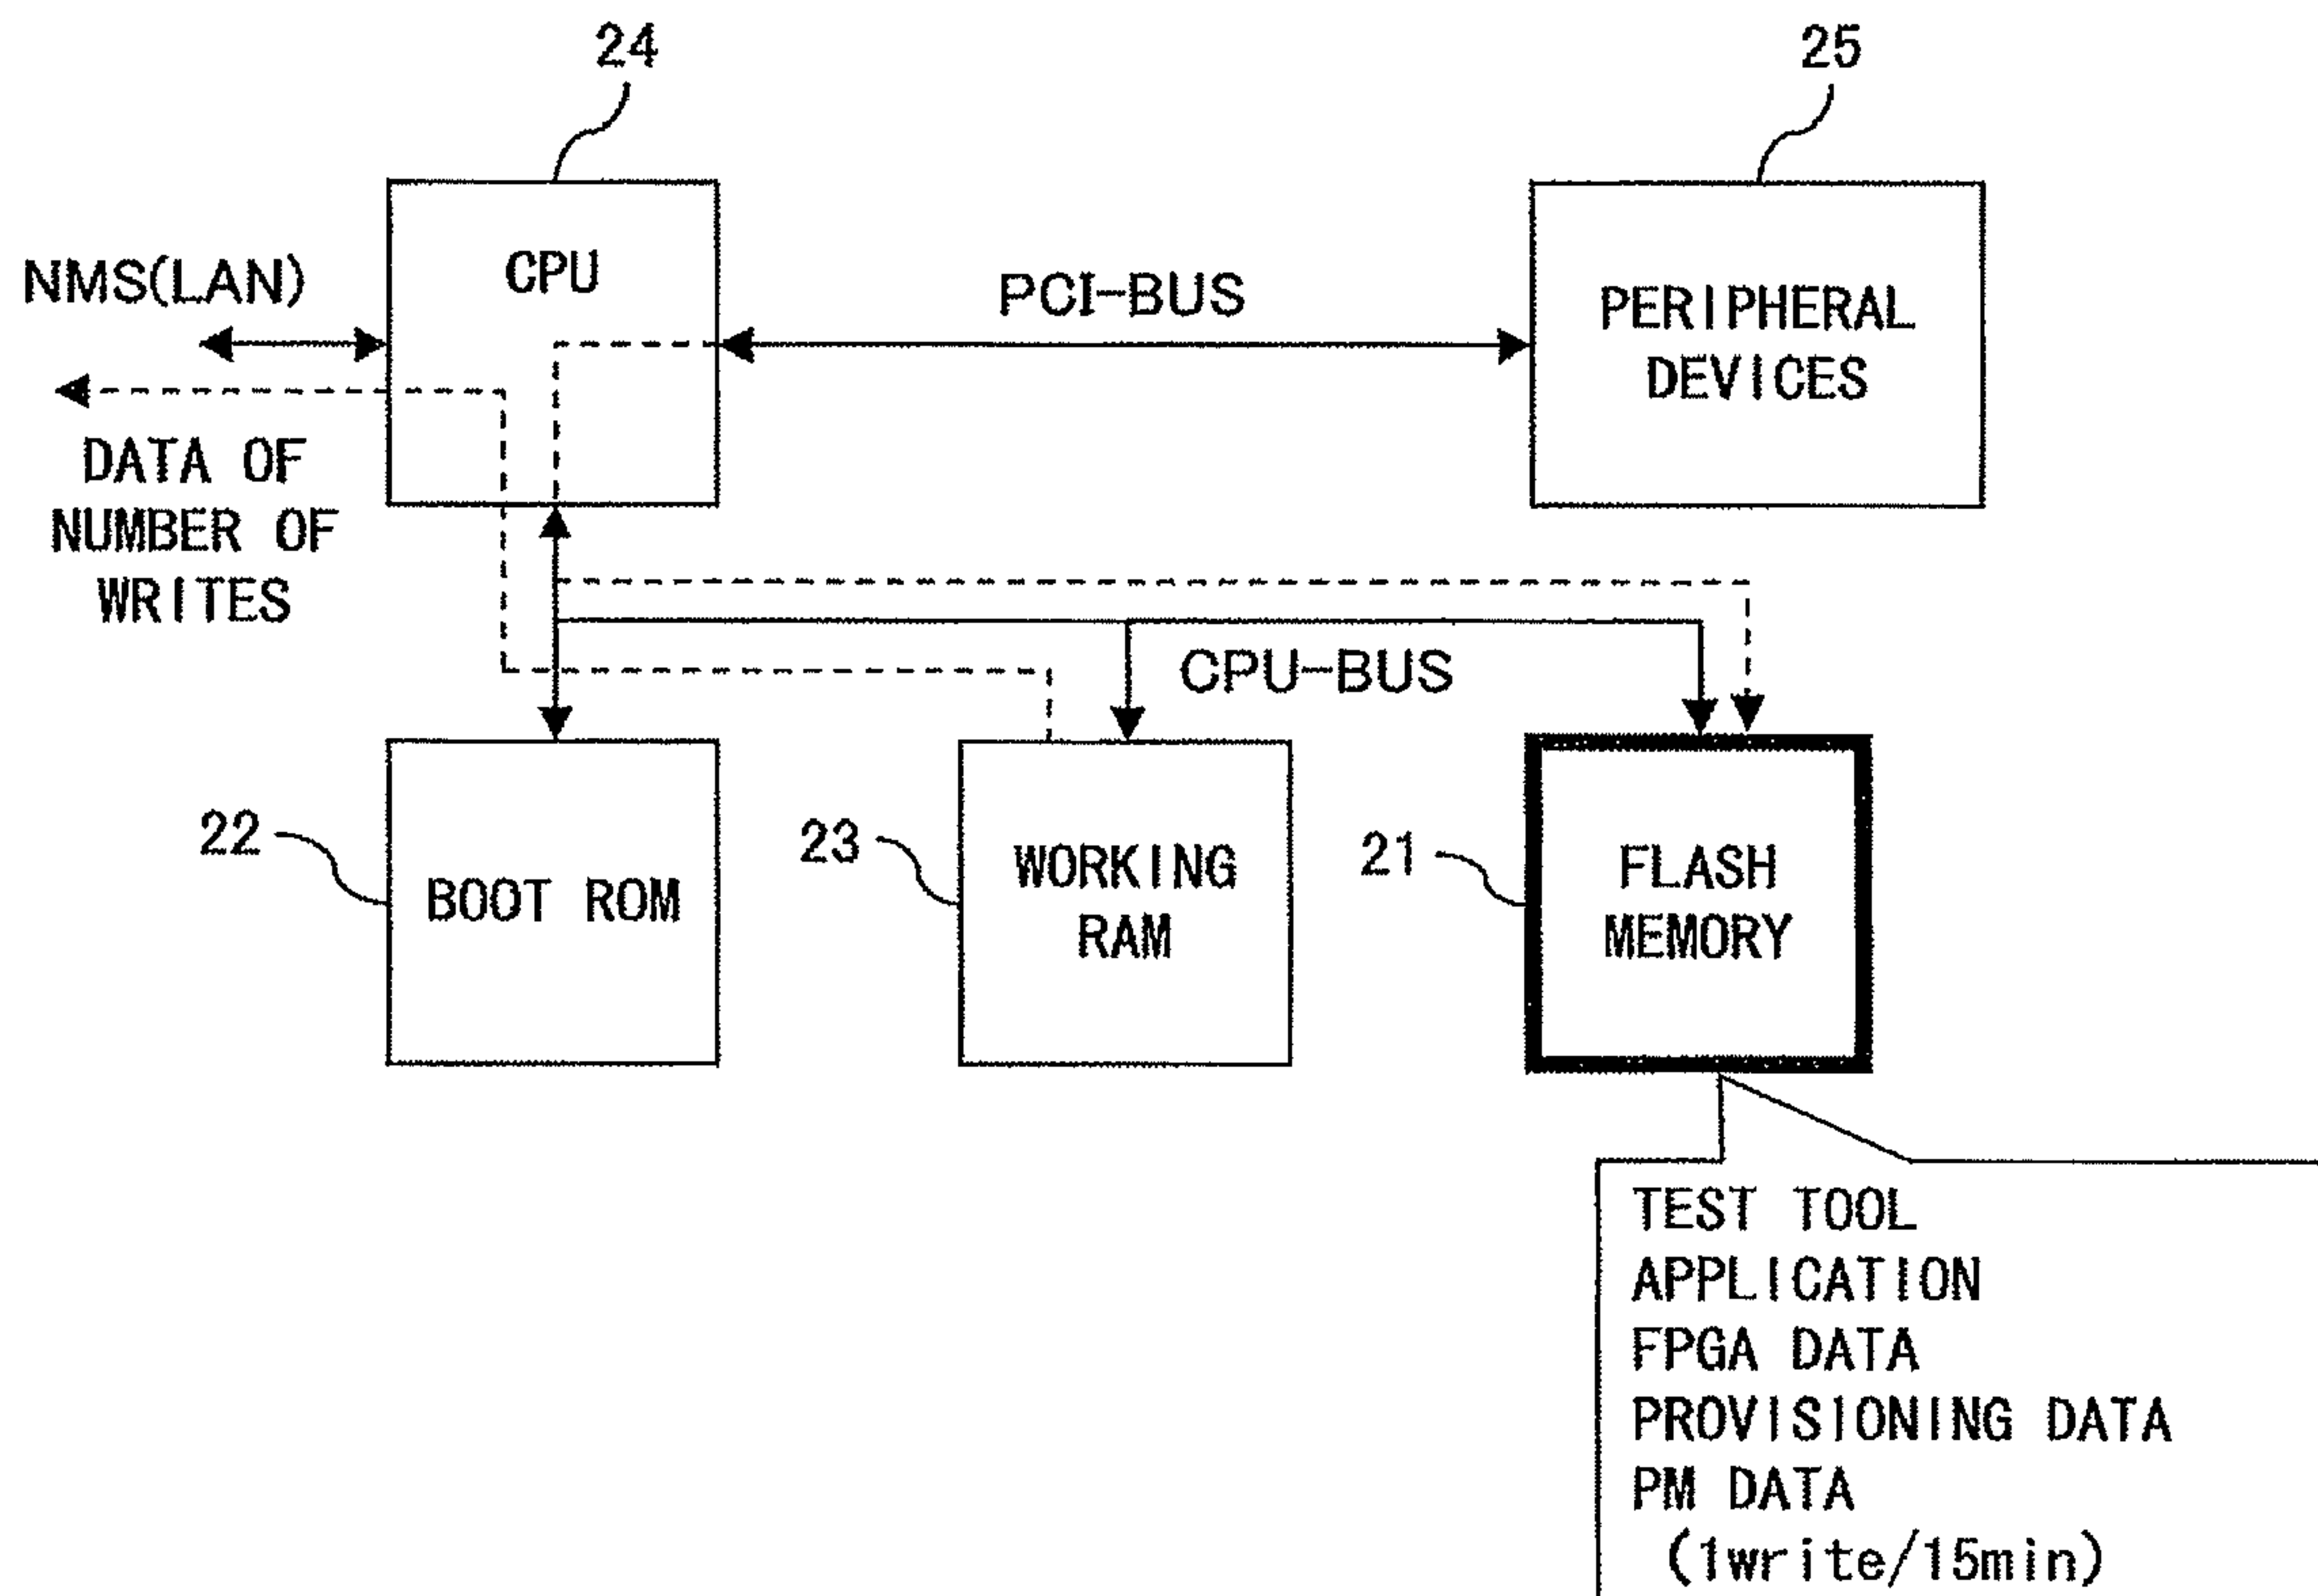 24
25
NMS(LAN)
CPU
PCI-BUS
PERIPHERAL
DEVICES
DATA OF
NUMBER OF
WRITES
CPU-BUS
22
BOOT ROM
23
WORKING
RAM
21
FLASH
MEMORY
TEST TOOL
APPLICATION
FPGA DATA
PROVISIONING DATA
PM DATA
(1write/15min)